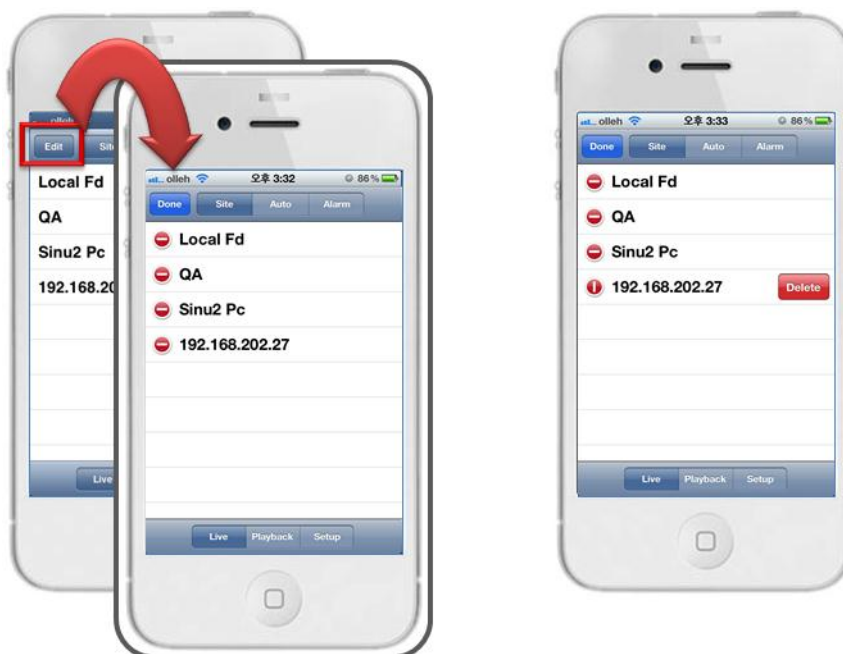 olleh
Edit Sit
Local Fd
QA
Sinu2 Pc
192.168.20
Live
olleh 오후 3:32 86%
Done Site Auto Alarm
Local Fd
QA
Sinu2 Pc
192.168.202.27
Live Playback Setup
olleh 오후 3:33 86%
Done Site Auto Alarm
Local Fd
QA
Sinu2 Pc
192.168.202.27 Delete
Live Playback Setup